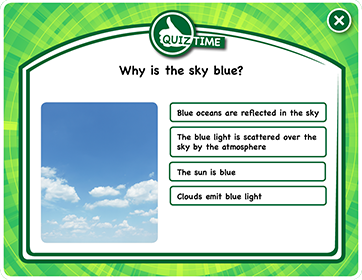 QUIZ TIME
Why is the sky blue?
Blue oceans are reflected in the sky
The blue light is scattered over the
sky by the atmosphere
The sun is blue
Clouds emit blue light